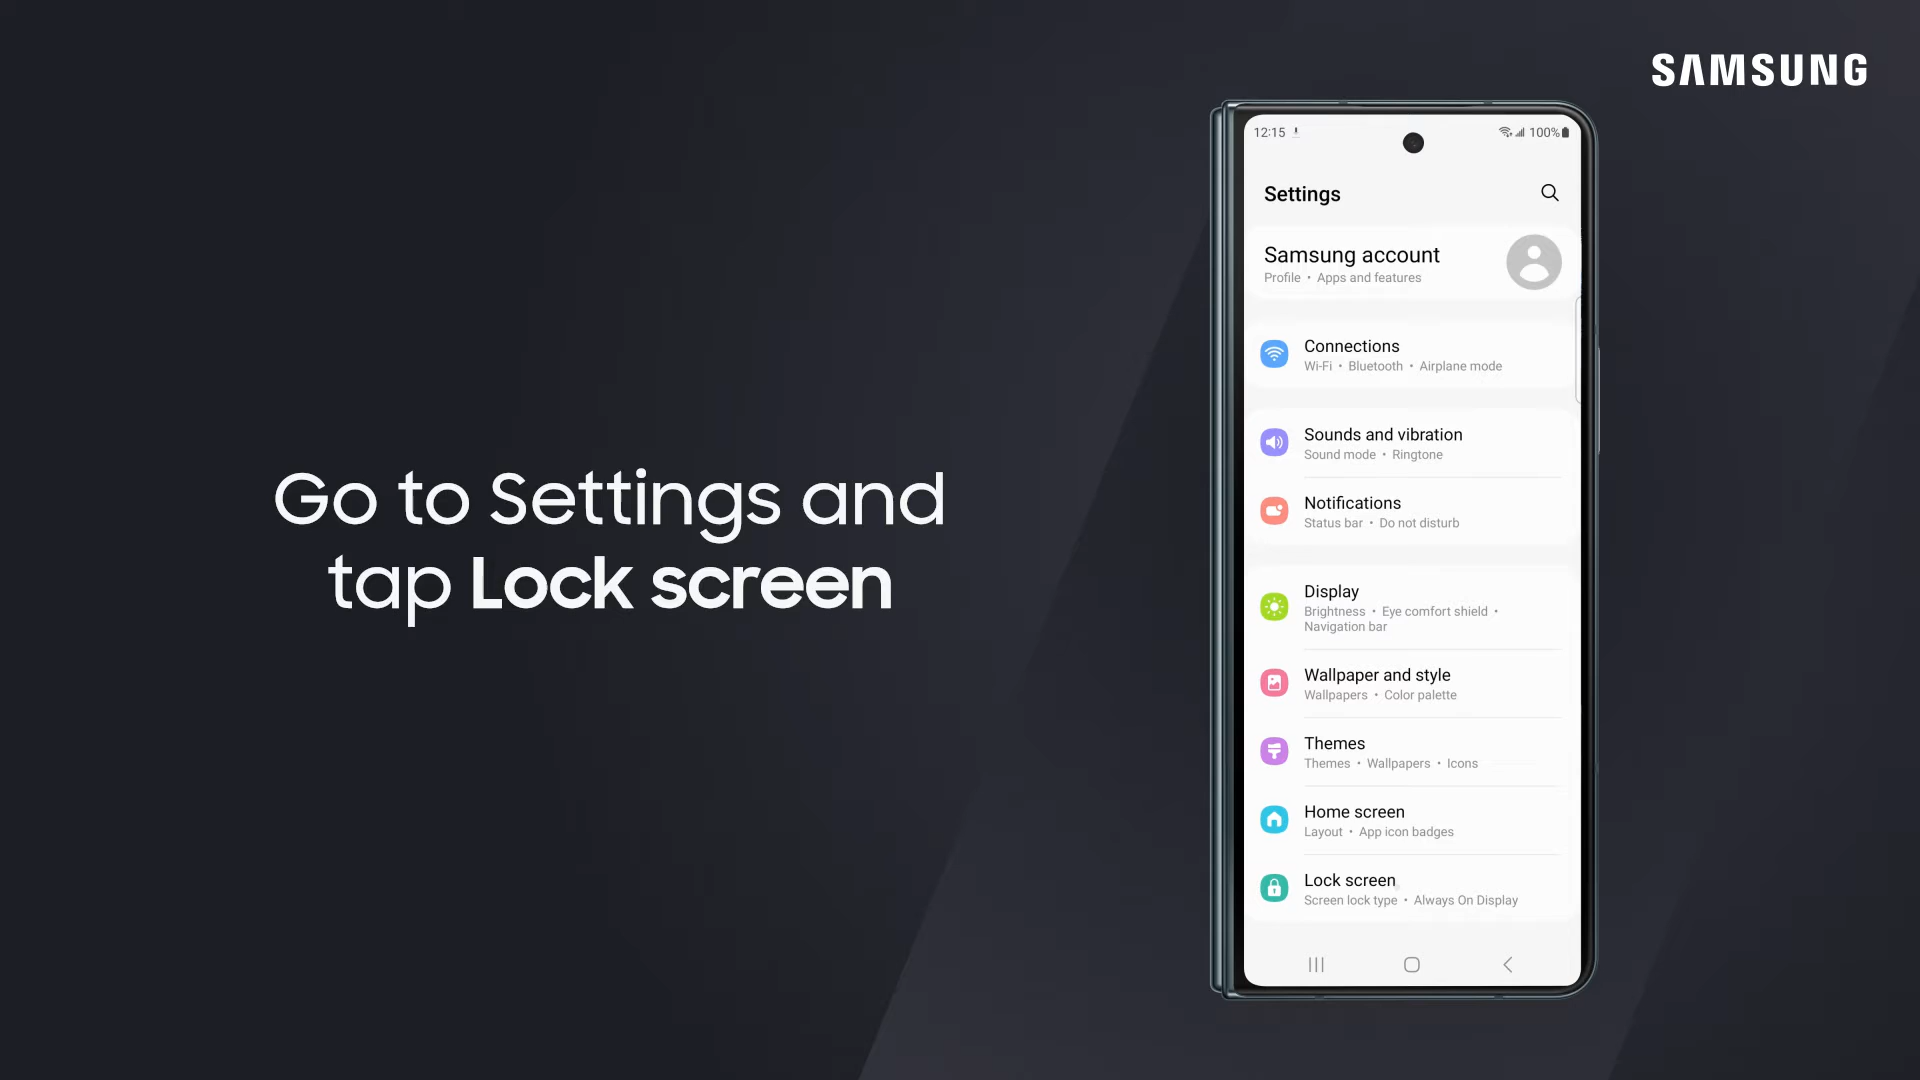 SAMSUNG
Go to Settings and
tap Lock screen
12:15
100%
Settings
Samsung account
Profile • Apps and features
Connections
Wi-Fi • Bluetooth • Airplane mode
Sounds and vibration
Sound mode • Ringtone
Notifications
Status bar • Do not disturb
Display
Brightness • Eye comfort shield •
Navigation bar
Wallpaper and style
Wallpapers • Color palette
Themes
Themes • Wallpapers • Icons
Home screen
Layout • App icon badges
Lock screen
Screen lock type • Always On Display